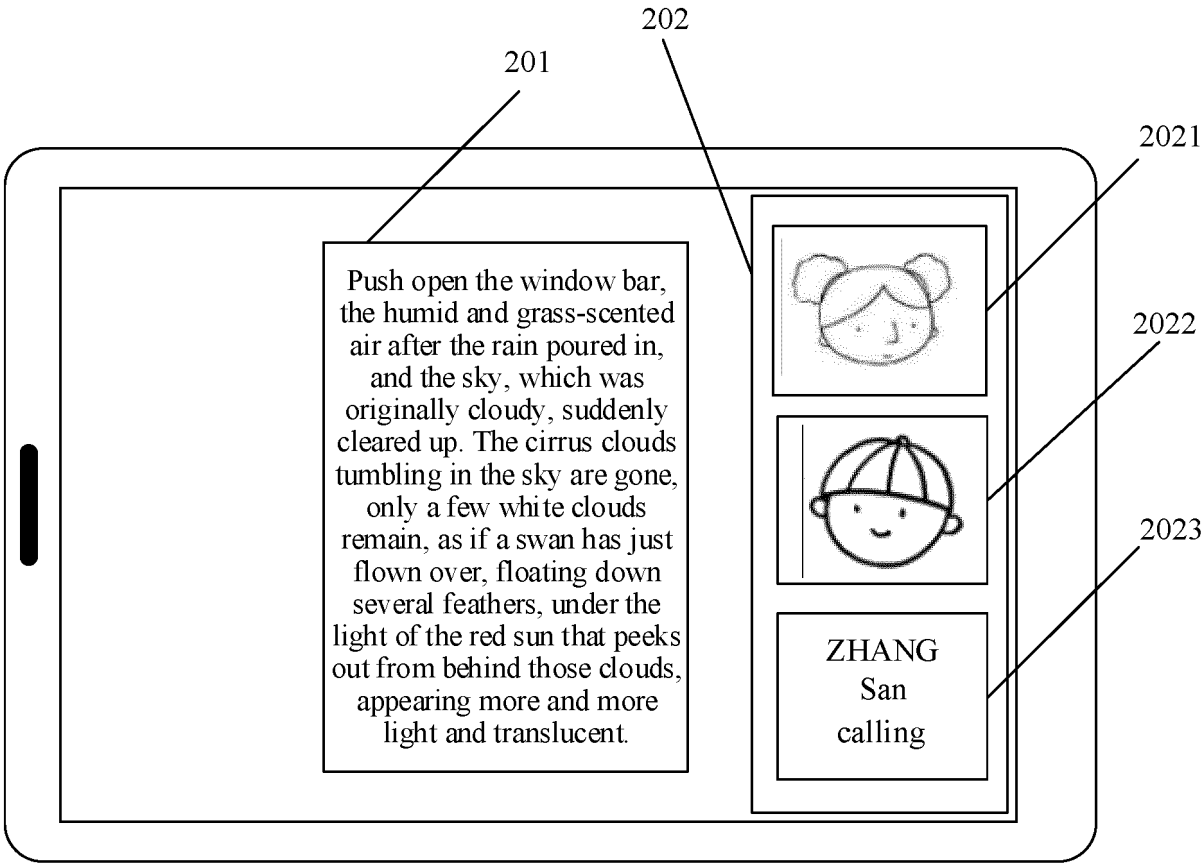 202
201
2021
Push open the window bar,
the humid and grass-scented
air after the rain poured in,
and the sky, which was
originally cloudy, suddenly
cleared up. The cirrus clouds
tumbling in the sky are gone,
only a few white clouds
remain, as if a swan has just
flown over, floating down
several feathers, under the
light of the red sun that peeks
out from behind those clouds,
appearing more and more
light and translucent.
2022
2023
ZHANG
San
calling